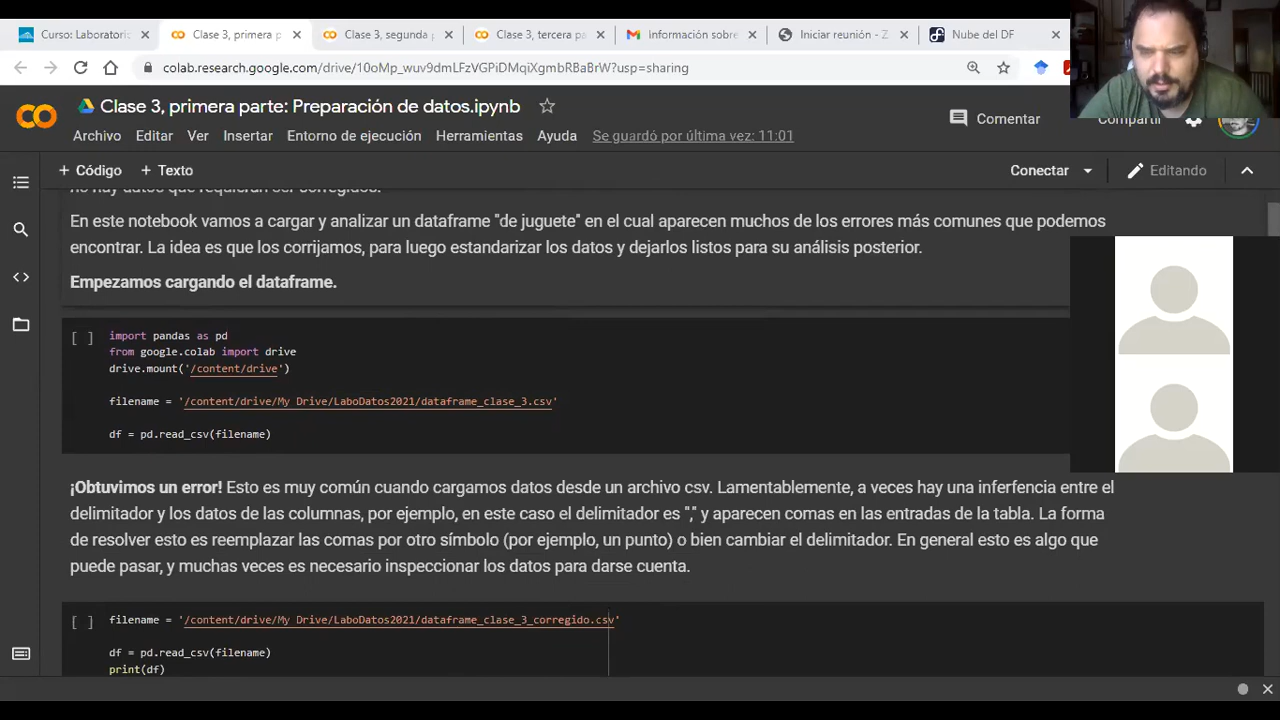 Curso: Laboratorio
Clase 3, primera p
Clase 3, segunda p
Clase 3, tercera pa
Información sobre
Iniciar reunión - Z
Nube del DF
colab.research.google.com/drive/10oMp_wuv9dmLFzVGPiDMqiXgmbRBaBrW?usp=sharing
Clase 3, primera parte: Preparación de datos.ipynb
Comentar
Compartir
Archivo Editar Ver Insertar Entorno de ejecución Herramientas Ayuda Se guardó por última vez: 11:01
+ Código + Texto
Conectar
Editando
no hay datos que requieran ser corregidos.
En este notebook vamos a cargar y analizar un dataframe "de juguete" en el cual aparecen muchos de los errores más comunes que podemos
encontrar. La idea es que los corrijamos, para luego estandarizar los datos y dejarlos listos para su análisis posterior.
Empezamos cargando el dataframe.
[ ] import pandas as pd
from google.colab import drive
drive.mount('/content/drive')
filename = '/content/drive/My Drive/LaboDatos2021/dataframe_clase_3.csv'
df = pd.read_csv(filename)
¡Obtuvimos un error! Esto es muy común cuando cargamos datos desde un archivo csv. Lamentablemente, a veces hay una inferfencia entre el
delimitador y los datos de las columnas, por ejemplo, en este caso el delimitador es "," y aparecen comas en las entradas de la tabla. La forma
de resolver esto es reemplazar las comas por otro símbolo (por ejemplo, un punto) o bien cambiar el delimitador. En general esto es algo que
puede pasar, y muchas veces es necesario inspeccionar los datos para darse cuenta.
[ ] filename = '/content/drive/My Drive/LaboDatos2021/dataframe_clase_3_corregido.csv'
df = pd.read_csv(filename)
print(df)